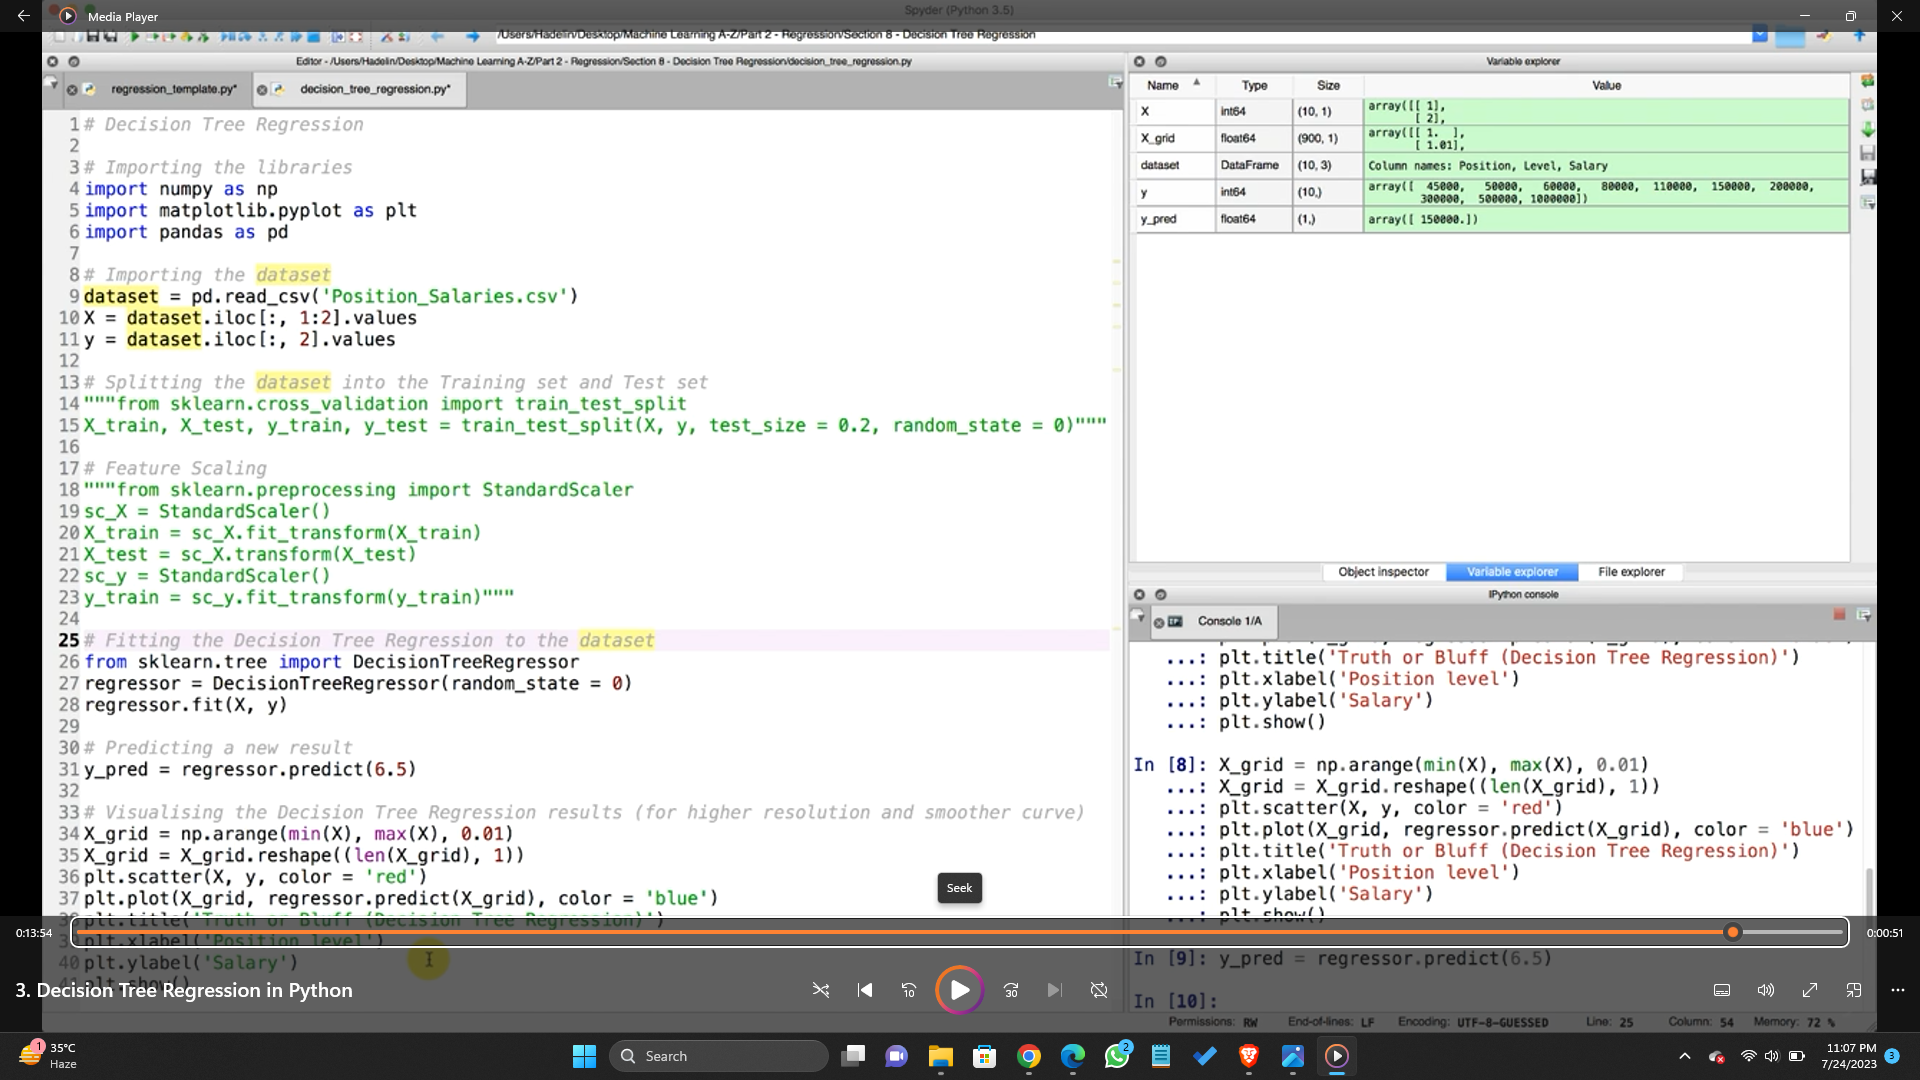 Media Player
Spyder (Python 3.5)
/Users/Hadelin/Desktop/Machine Learning A-Z/Part 2 - Regression/Section 8 - Decision Tree Regression
Editor - /Users/Hadelin/Desktop/Machine Learning A-Z/Part 2 - Regression/Section 8 - Decision Tree Regression/decision_tree_regression.py
regression_template.py*
decision_tree_regression.py*
1 # Decision Tree Regression
2
3 # Importing the libraries
4 import numpy as np
5 import matplotlib.pyplot as plt
6 import pandas as pd
7
8 # Importing the dataset
9 dataset = pd.read_csv('Position_Salaries.csv')
10 X = dataset.iloc[:, 1:2].values
11 y = dataset.iloc[:, 2].values
12
13 # Splitting the dataset into the Training set and Test set
14 """from sklearn.cross_validation import train_test_split
15 X_train, X_test, y_train, y_test = train_test_split(X, y, test_size = 0.2, random_state = 0)"""
16
17 # Feature Scaling
18 """from sklearn.preprocessing import StandardScaler
19 sc_X = StandardScaler()
20 X_train = sc_X.fit_transform(X_train)
21 X_test = sc_X.transform(X_test)
22 sc_y = StandardScaler()
23 y_train = sc_y.fit_transform(y_train)"""
24
25 # Fitting the Decision Tree Regression to the dataset
26 from sklearn.tree import DecisionTreeRegressor
27 regressor = DecisionTreeRegressor(random_state = 0)
28 regressor.fit(X, y)
29
30 # Predicting a new result
31 y_pred = regressor.predict(6.5)
32
33 # Visualising the Decision Tree Regression results (for higher resolution and smoother curve)
34 X_grid = np.arange(min(X), max(X), 0.01)
35 X_grid = X_grid.reshape((len(X_grid), 1))
36 plt.scatter(X, y, color = 'red')
37 plt.plot(X_grid, regressor.predict(X_grid), color = 'blue')
plt.title('Truth or Bluff (Decision Tree Regression)')
plt.xlabel('Position level')
40 plt.ylabel('Salary')
Variable explorer
Name Type Size Value
X int64 (10, 1) array([[ 1],
[ 2],
X_grid float64 (900, 1) array([[ 1. ],
[ 1.01],
dataset DataFrame (10, 3) Column names: Position, Level, Salary
y int64 (10,) array([ 45000, 50000, 60000, 80000, 110000, 150000, 200000,
300000, 500000, 1000000])
y_pred float64 (1,) array([ 150000.])
Object inspector Variable explorer File explorer
IPython console
Console 1/A
...: plt.title('Truth or Bluff (Decision Tree Regression)')
...: plt.xlabel('Position level')
...: plt.ylabel('Salary')
...: plt.show()
In [8]: X_grid = np.arange(min(X), max(X), 0.01)
...: X_grid = X_grid.reshape((len(X_grid), 1))
...: plt.scatter(X, y, color = 'red')
...: plt.plot(X_grid, regressor.predict(X_grid), color = 'blue')
...: plt.title('Truth or Bluff (Decision Tree Regression)')
...: plt.xlabel('Position level')
...: plt.ylabel('Salary')
...: plt.show()
In [9]: y_pred = regressor.predict(6.5)
In [10]:
Permissions: RW End-of-lines: LF Encoding: UTF-8-GUESSED Line: 25 Column: 54 Memory: 72 %
Seek
0:13:54
0:00:51
3. Decision Tree Regression in Python
10
30
1
35°C
Haze
Search
2
11:07 PM
7/24/2023
3